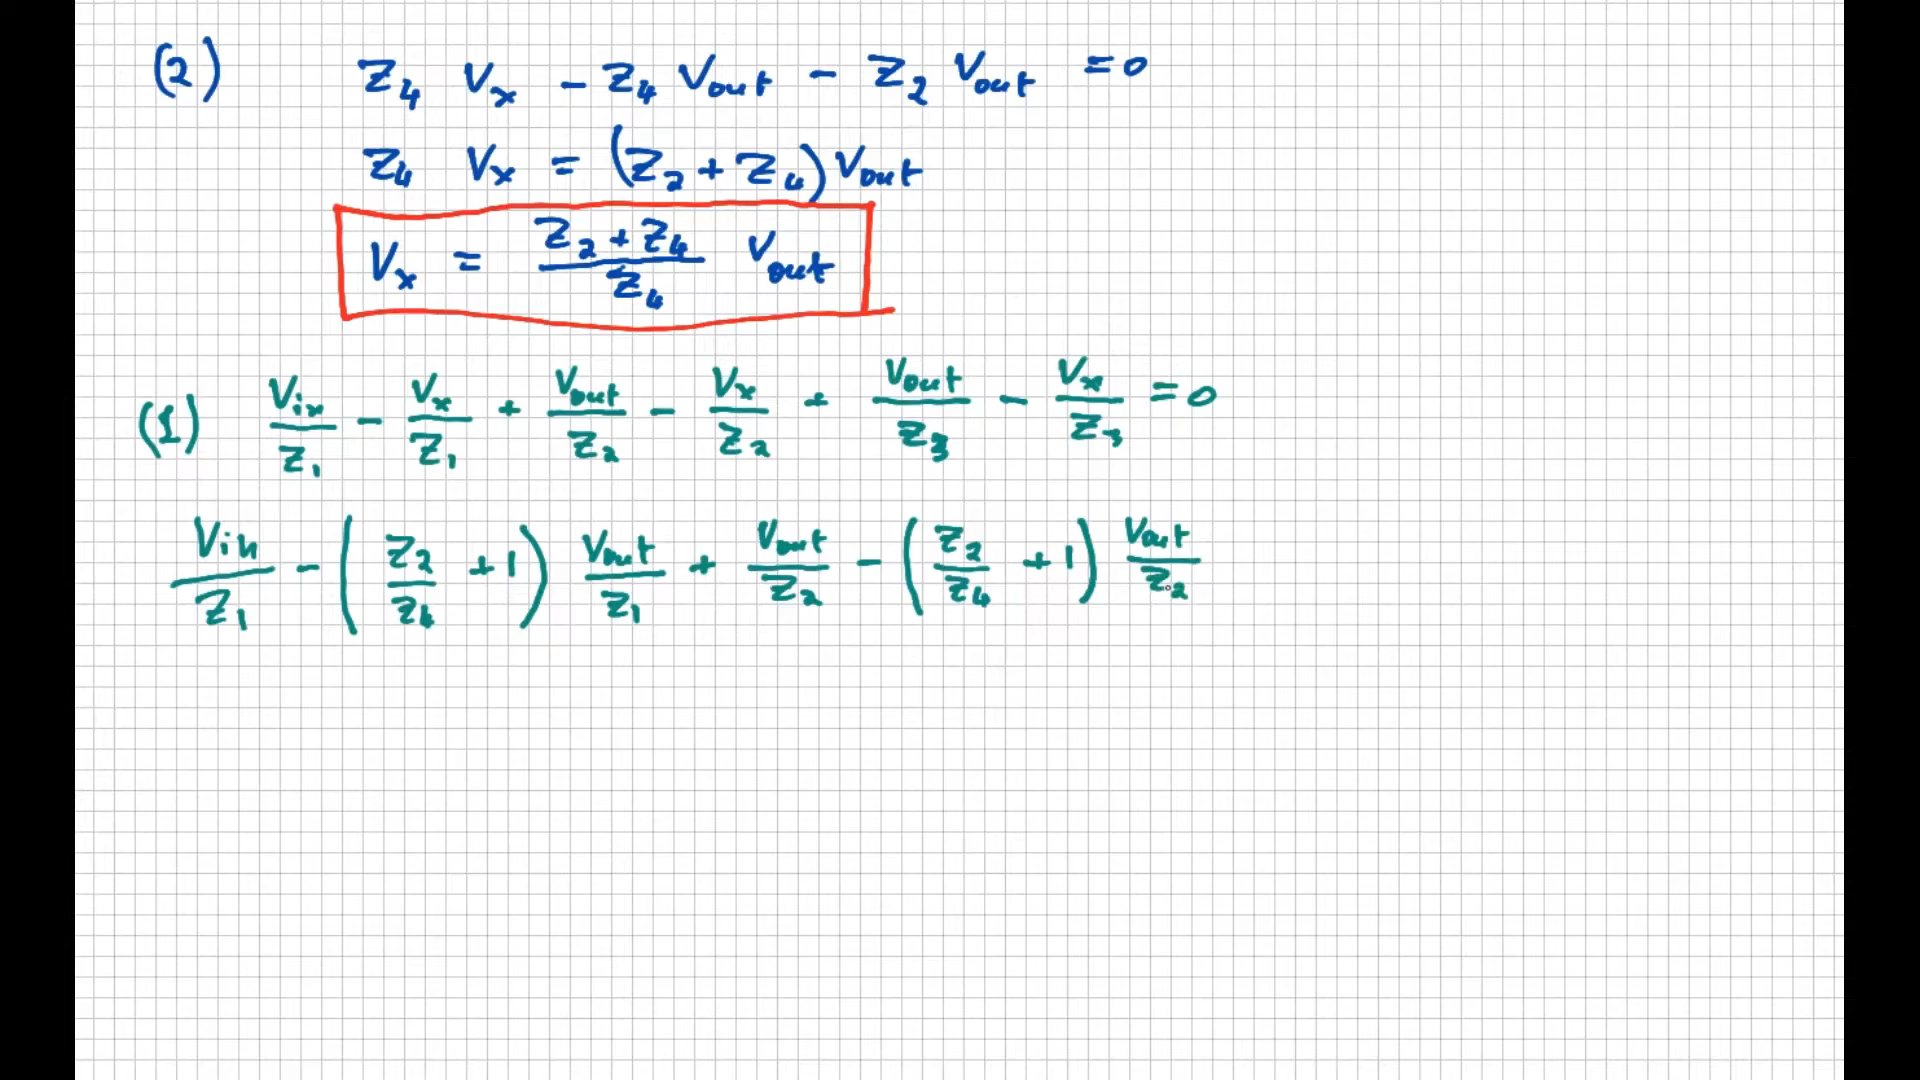 (2) Z₄ Vₓ - Z₄ Vout - Z₂ Vout = 0
Z₄ Vₓ = (Z₂ + Z₄) Vout
Vₓ = (Z₂ + Z₄)/Z₄ Vout
(1) Vin/Z₁ - Vₓ/Z₁ + Vout/Z₂ - Vₓ/Z₂ + Vout/Z₃ - Vₓ/Z₃ = 0
Vin/Z₁ - (Z₂/Z₄ + 1) Vout/Z₁ + Vout/Z₂ - (Z₂/Z₄ + 1) Vout/Z₂